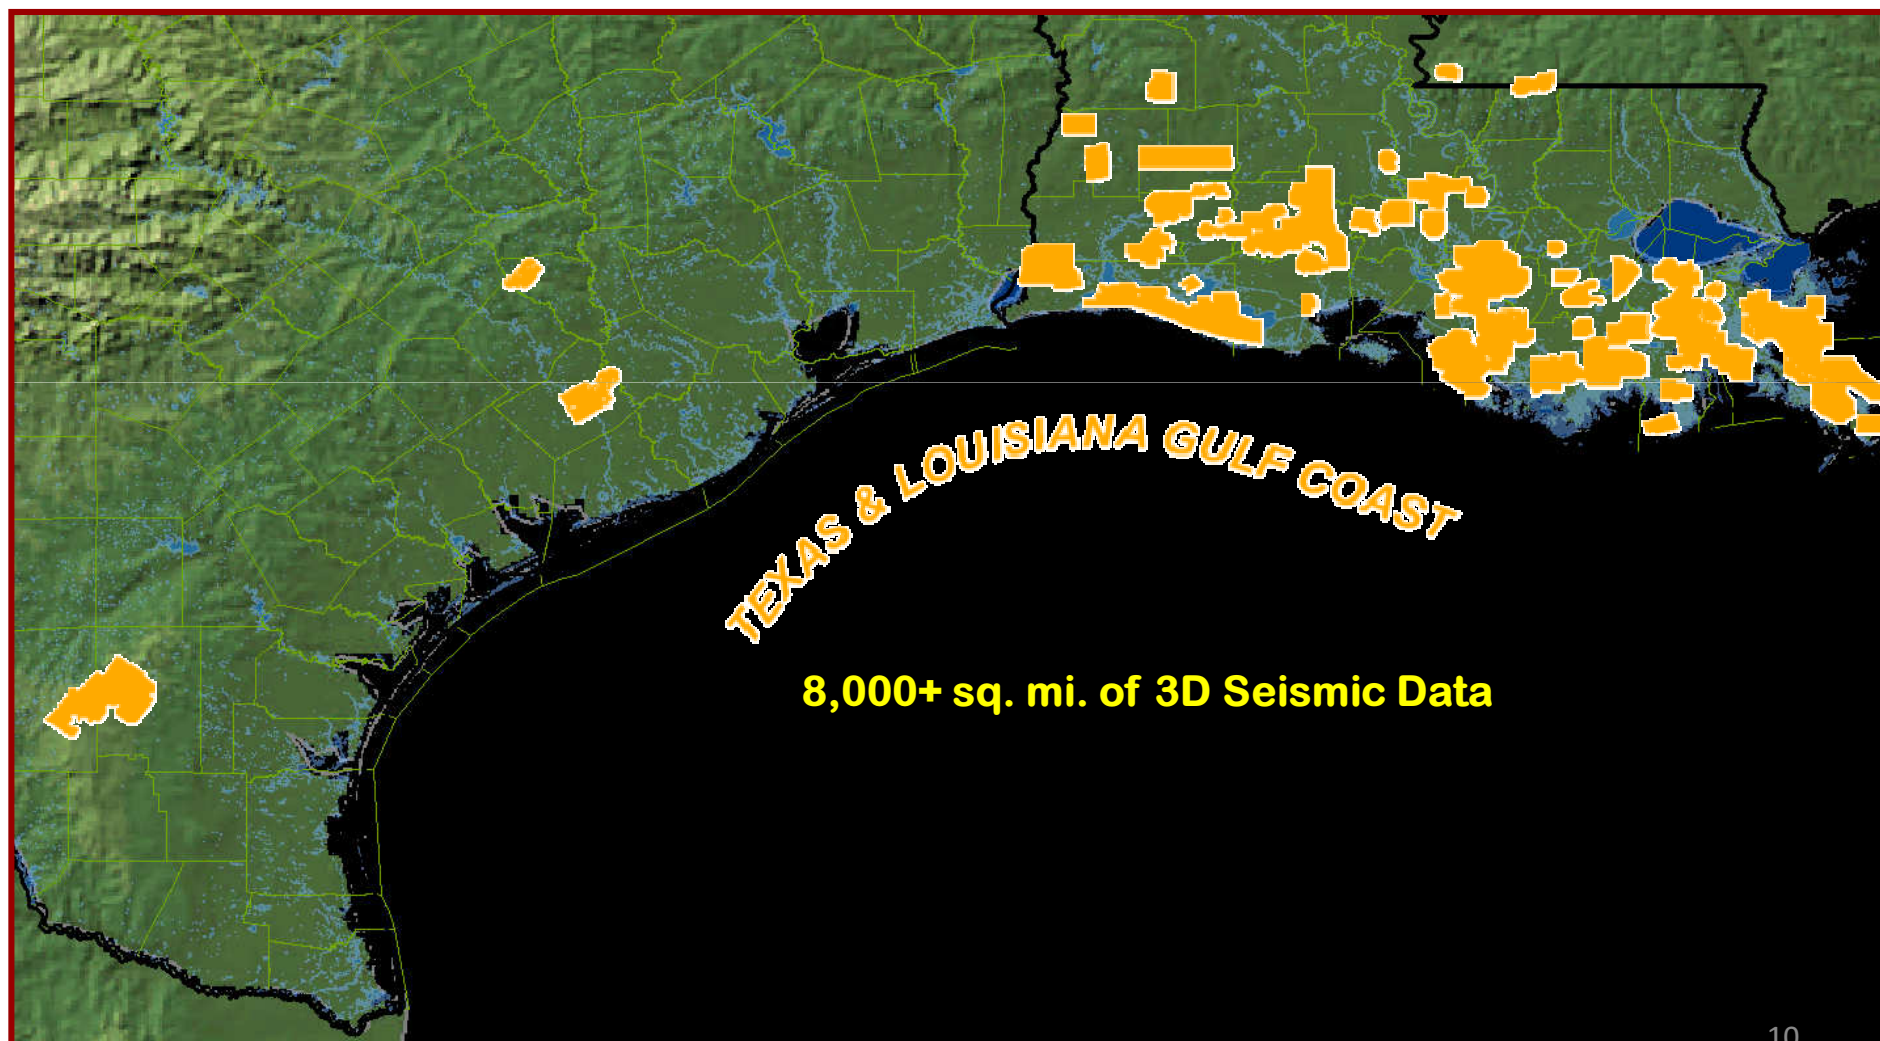 TEXAS & LOUISIANA GULF COAST
8,000+ sq. mi. of 3D Seismic Data
10